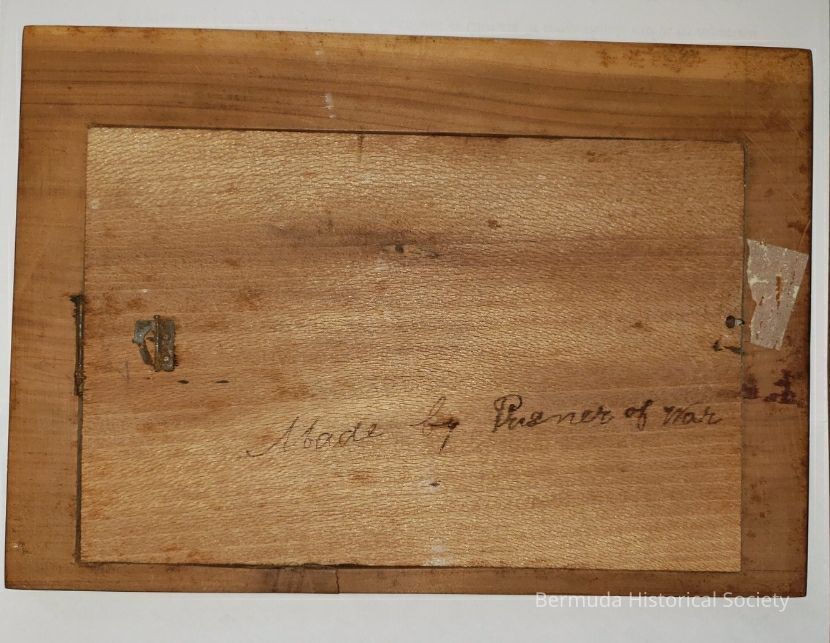 Made by Prisner of War
Bermuda Historical Society